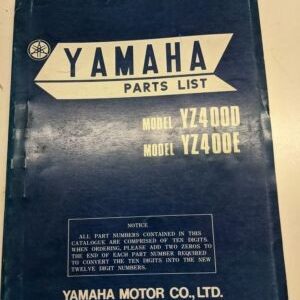 YAMAHA
PARTS LIST
MODEL YZ400D
MODEL YZ400E
NOTICE
ALL PART NUMBERS CONTAINED IN THIS
CATALOGUE ARE COMPRISED OF TEN DIGITS.
WHEN ORDERING, PLEASE ADD TWO ZEROS TO
THE END OF EACH PART NUMBER REQUIRED
TO CONVERT THE TEN DIGITS INTO THE NEW
TWELVE DIGIT NUMBERS.
YAMAHA MOTOR CO., LTD.